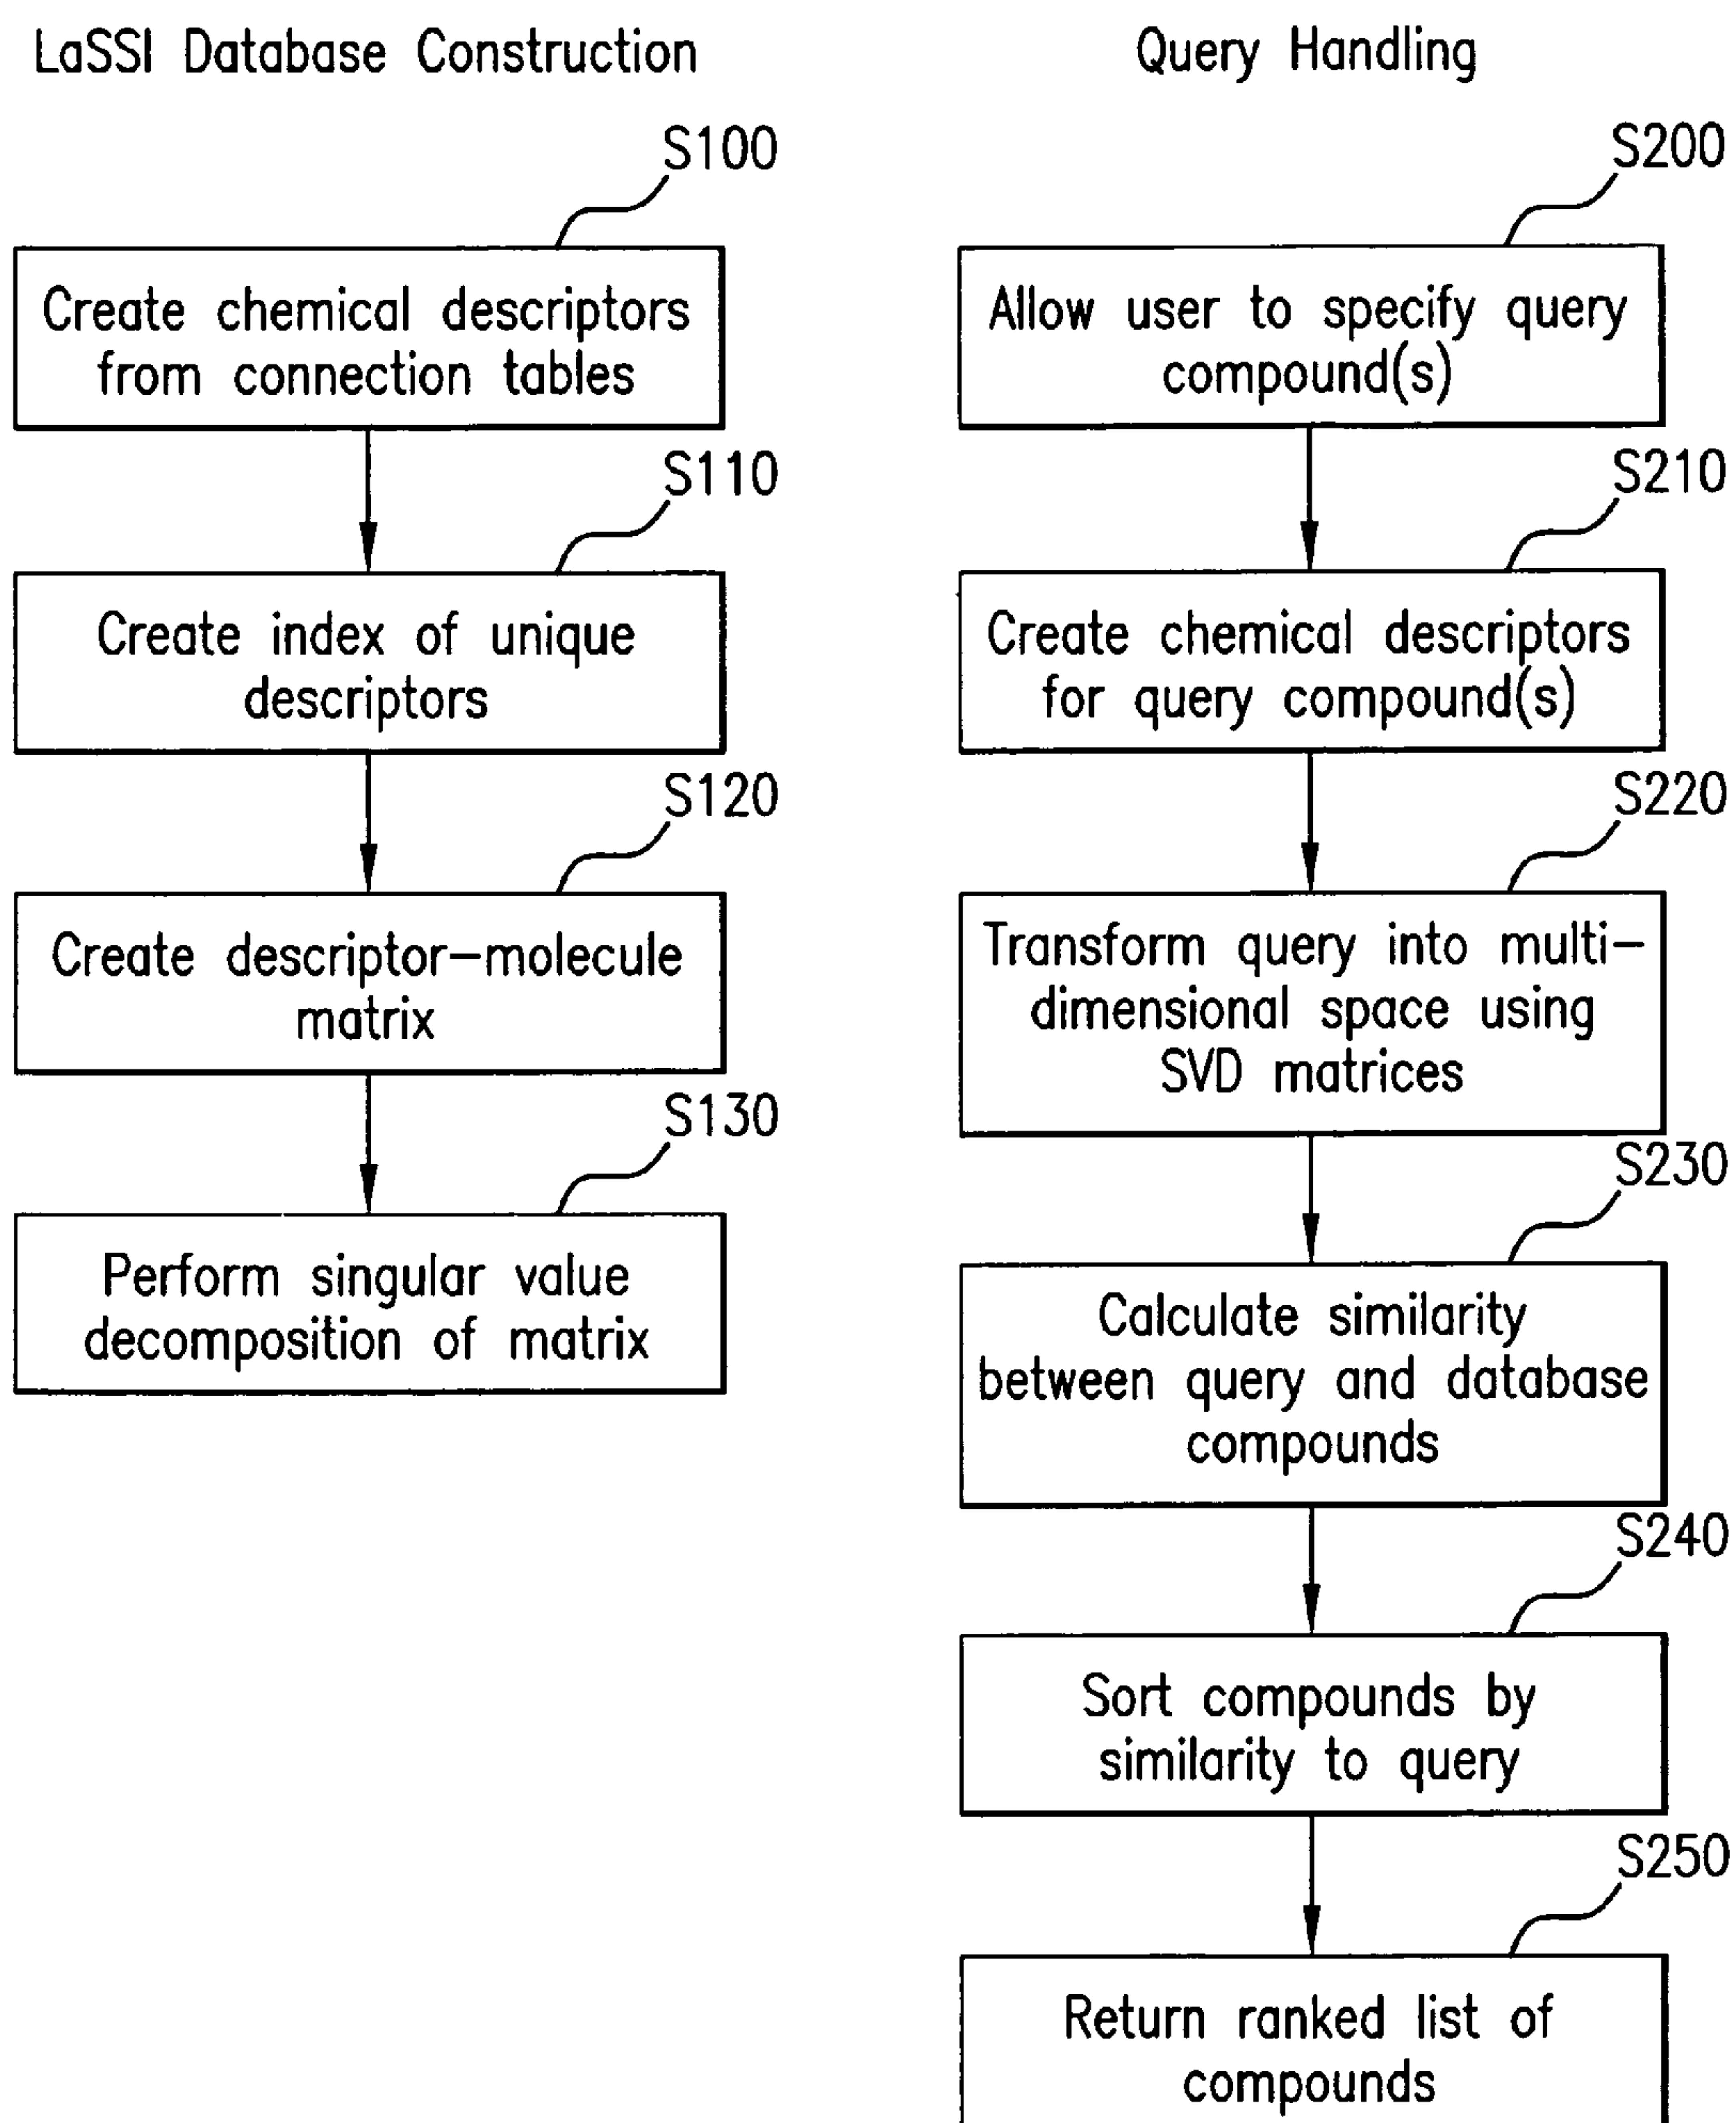 LaSSI Database Construction
S100
Create chemical descriptors
from connection tables
S110
Create index of unique
descriptors
S120
Create descriptor-molecule
matrix
S130
Perform singular value
decomposition of matrix
Query Handling
S200
Allow user to specify query
compound(s)
S210
Create chemical descriptors
for query compound(s)
S220
Transform query into multi-
dimensional space using
SVD matrices
S230
Calculate similarity
between query and database
compounds
S240
Sort compounds by
similarity to query
S250
Return ranked list of
compounds